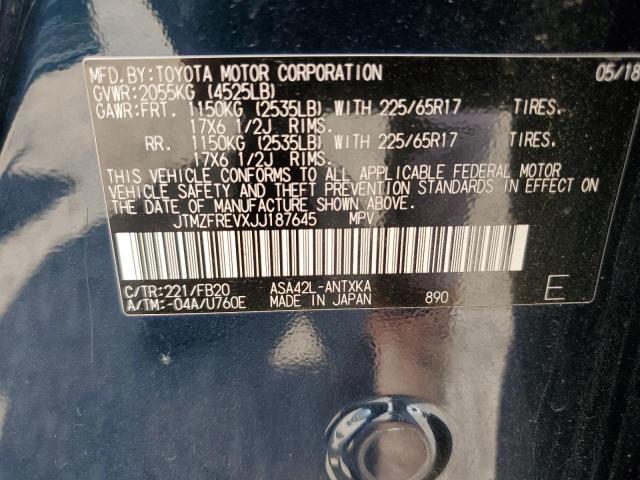 MFD.BY:TOYOTA MOTOR CORPORATION 05/18
GVWR:2055KG (4525LB)
GAWR:FRT. 1150KG (2535LB) WITH 225/65R17 TIRES.
17X6 1/2J RIMS.
RR. 1150KG (2535LB) WITH 225/65R17 TIRES.
17X6 1/2J RIMS.
THIS VEHICLE CONFORMS TO ALL APPLICABLE FEDERAL MOTOR
VEHICLE SAFETY AND THEFT PREVENTION STANDARDS IN EFFECT ON
THE DATE OF MANUFACTURE SHOWN ABOVE.
JTMZFREVXJJ187645 MPV
C/TR:221/FB20 ASA42L-ANTXKA
A/TM:-04A/U760E MADE IN JAPAN 890 E